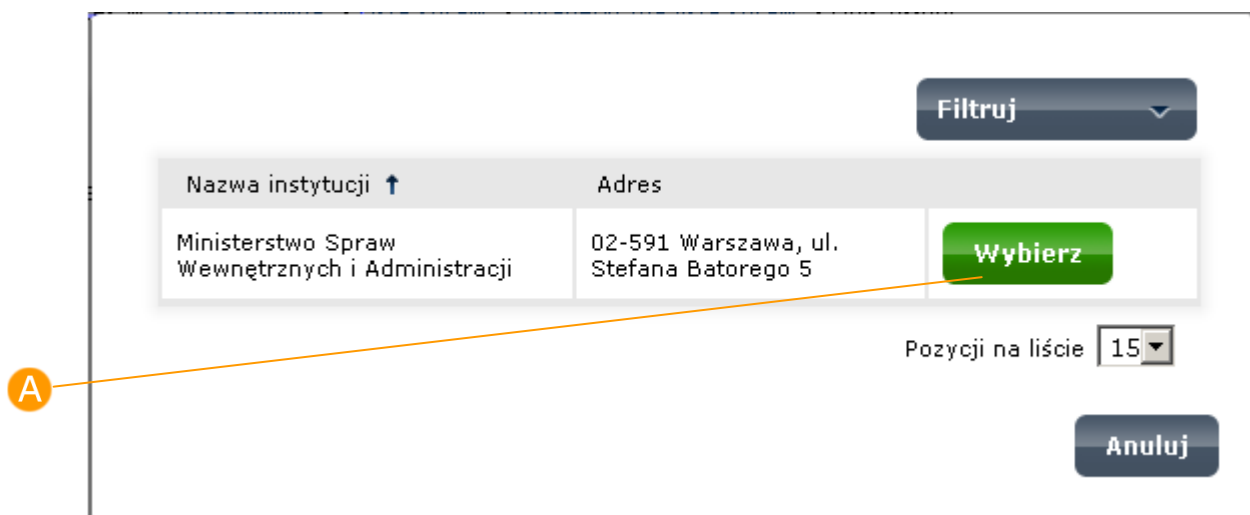 Filtruj
Nazwa instytucji ↑ Adres
Ministerstwo Spraw
Wewnętrznych i Administracji
02-591 Warszawa, ul.
Stefana Batorego 5
Wybierz
Pozycji na liście 15
A
Anuluj